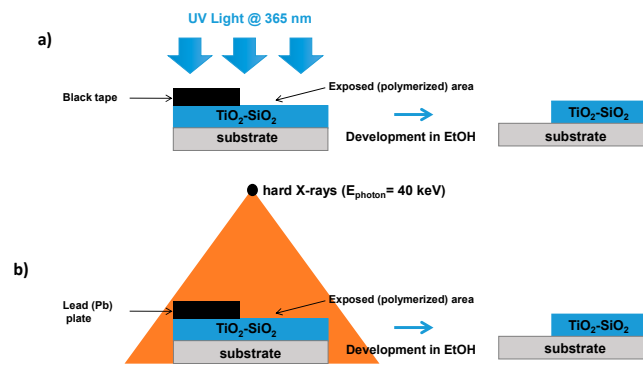 UV Light @ 365 nm
a)
Black tape
Exposed (polymerized) area
TiO₂-SiO₂
substrate
Development in EtOH
TiO₂-SiO₂
substrate
hard X-rays (E_photon= 40 keV)
b)
Lead (Pb)
plate
Exposed (polymerized) area
TiO₂-SiO₂
substrate
Development in EtOH
TiO₂-SiO₂
substrate